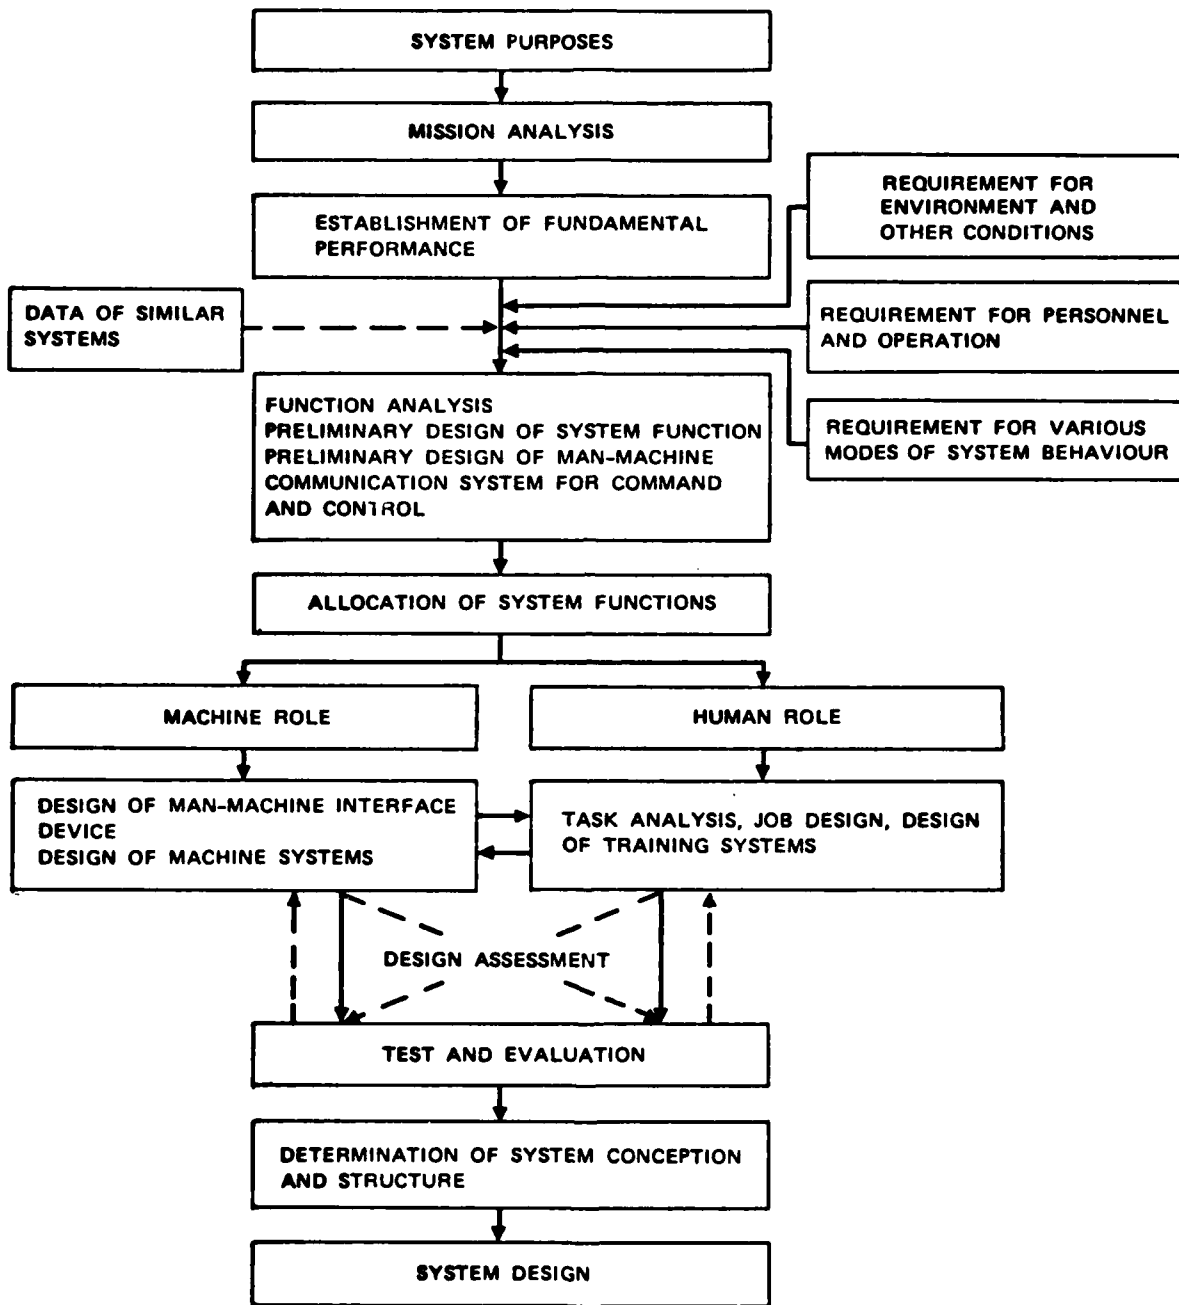 SYSTEM PURPOSES
MISSION ANALYSIS
REQUIREMENT FOR
ENVIRONMENT AND
OTHER CONDITIONS
ESTABLISHMENT OF FUNDAMENTAL
PERFORMANCE
DATA OF SIMILAR
SYSTEMS
REQUIREMENT FOR PERSONNEL
AND OPERATION
FUNCTION ANALYSIS
PRELIMINARY DESIGN OF SYSTEM FUNCTION
PRELIMINARY DESIGN OF MAN-MACHINE
COMMUNICATION SYSTEM FOR COMMAND
AND CONTROL
REQUIREMENT FOR VARIOUS
MODES OF SYSTEM BEHAVIOUR
ALLOCATION OF SYSTEM FUNCTIONS
MACHINE ROLE
HUMAN ROLE
DESIGN OF MAN-MACHINE INTERFACE
DEVICE
DESIGN OF MACHINE SYSTEMS
TASK ANALYSIS, JOB DESIGN, DESIGN
OF TRAINING SYSTEMS
DESIGN ASSESSMENT
TEST AND EVALUATION
DETERMINATION OF SYSTEM CONCEPTION
AND STRUCTURE
SYSTEM DESIGN